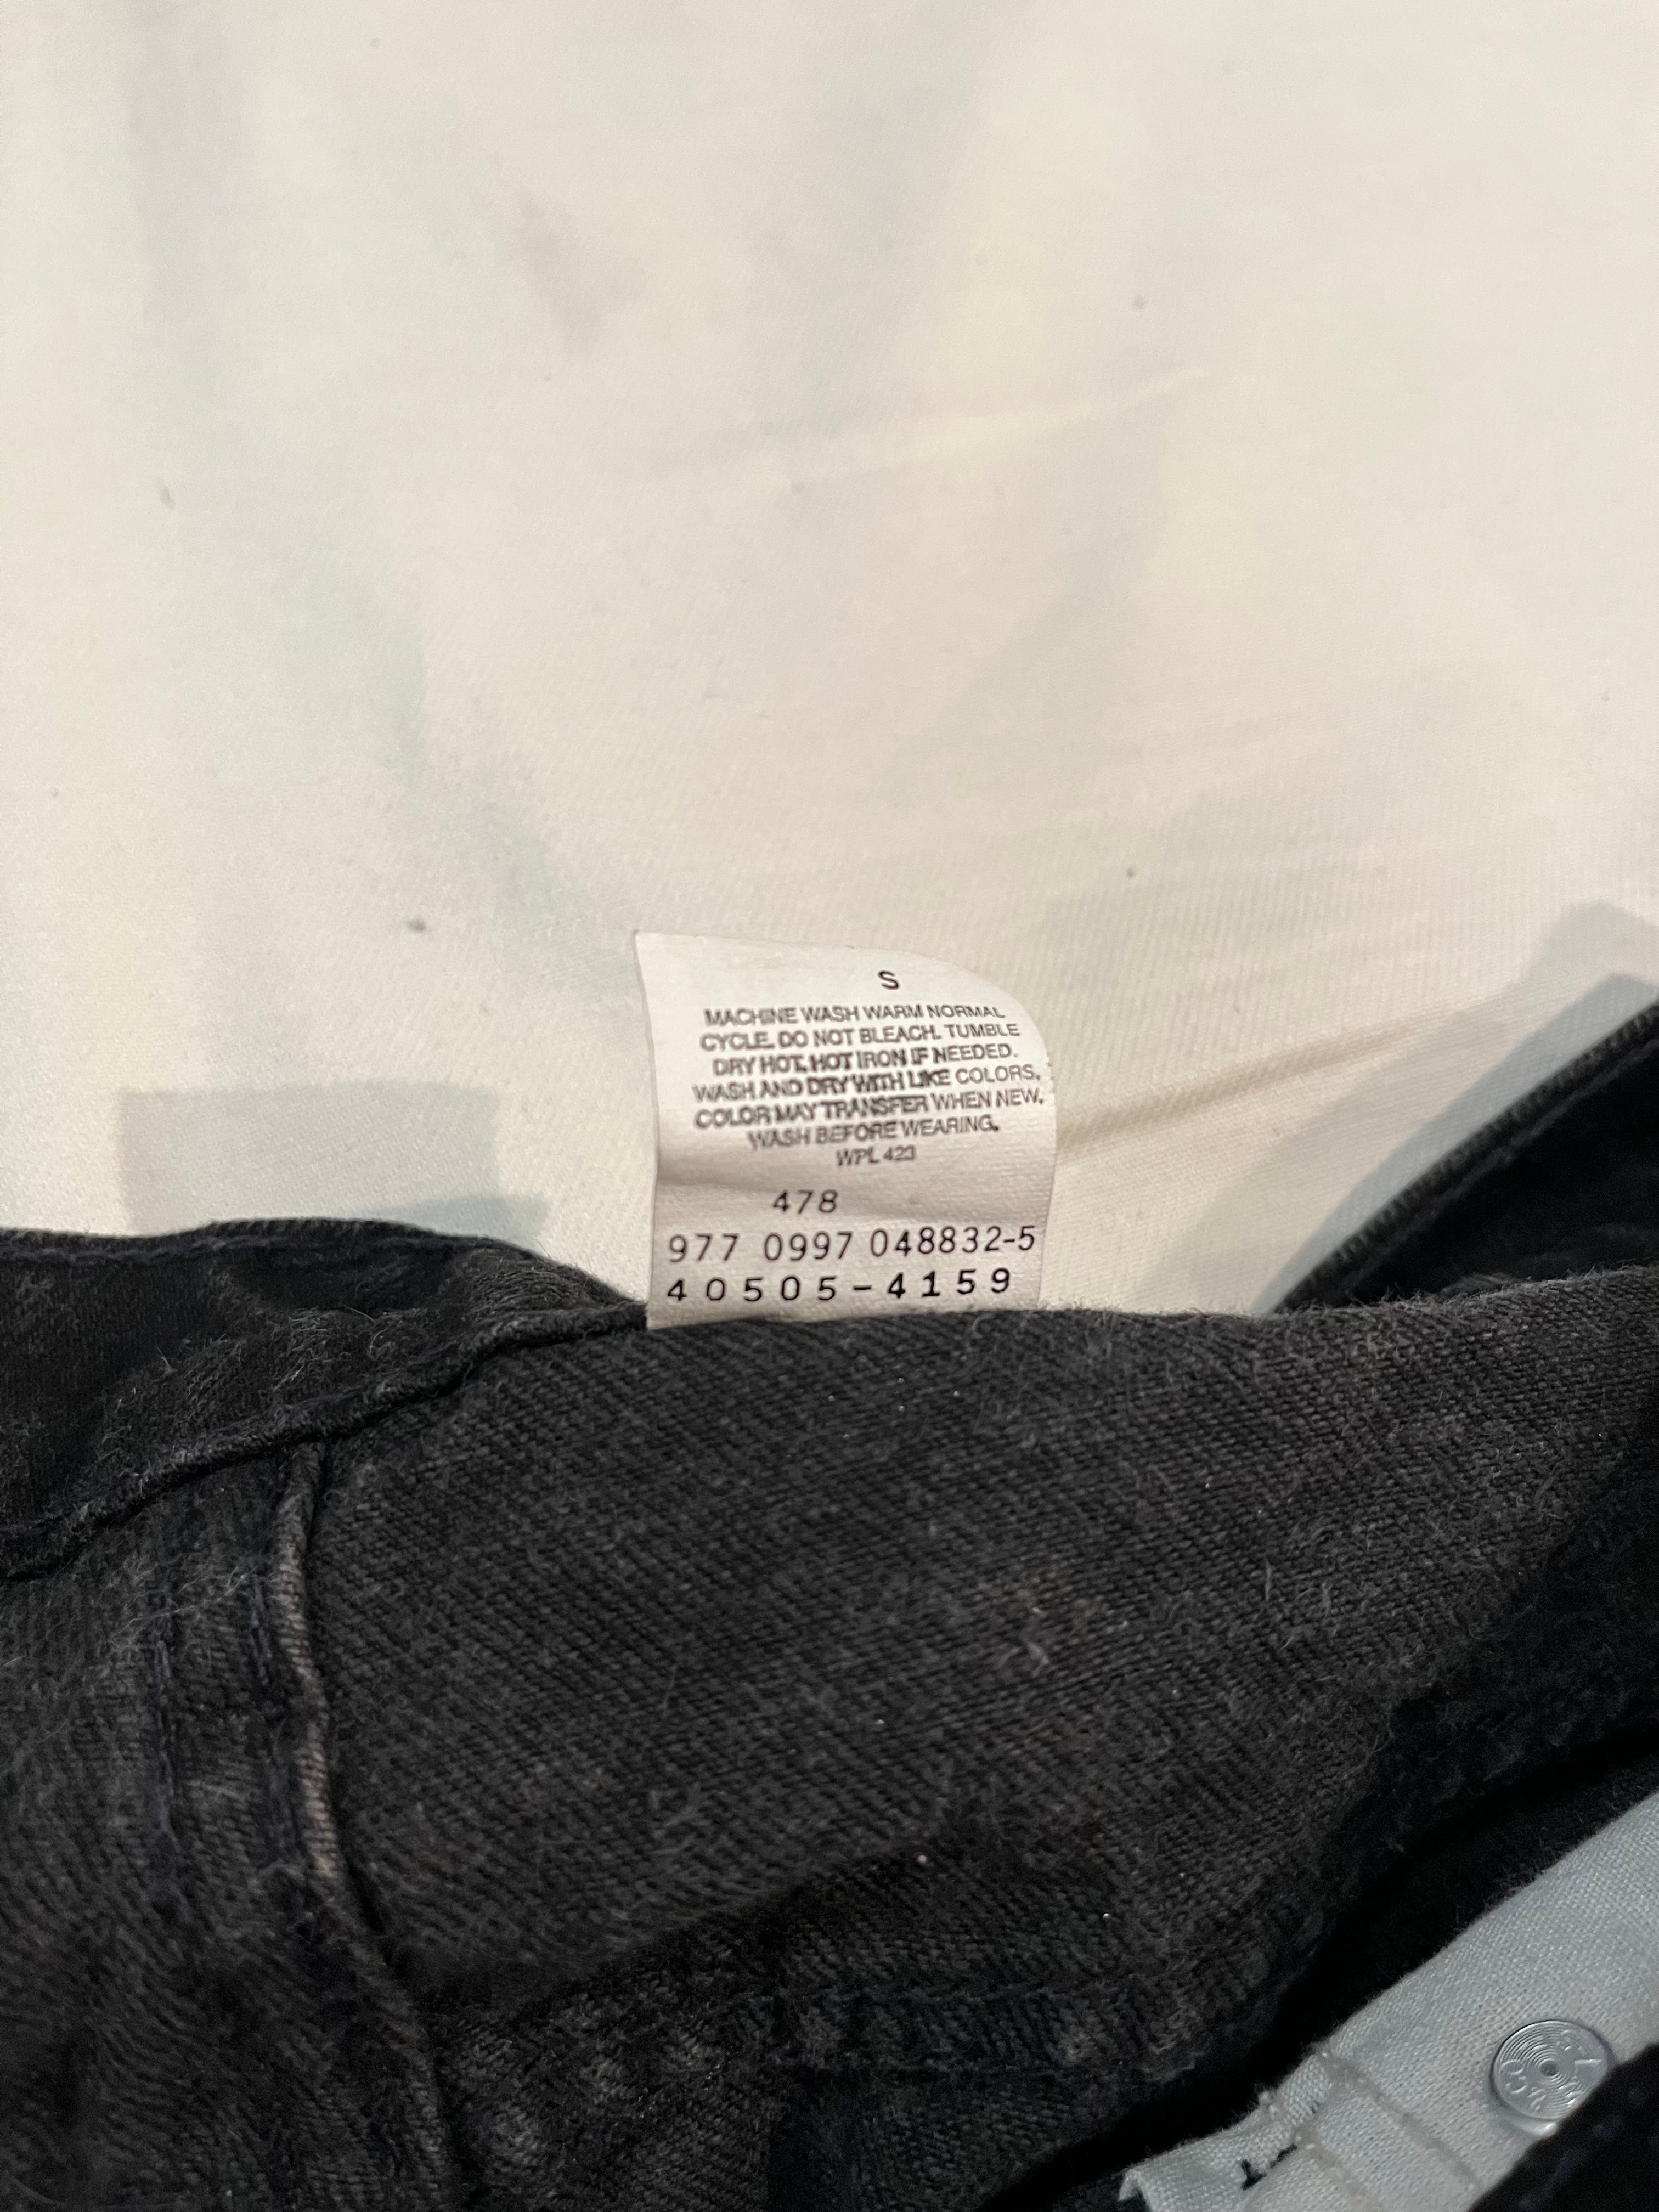 S
MACHINE WASH WARM NORMAL
CYCLE. DO NOT BLEACH. TUMBLE
DRY HOT. HOT IRON IF NEEDED.
WASH AND DRY WITH LIKE COLORS.
COLOR MAY TRANSFER WHEN NEW.
WASH BEFORE WEARING.
WPL 423
478
977 0997 048832-5
40505-4159